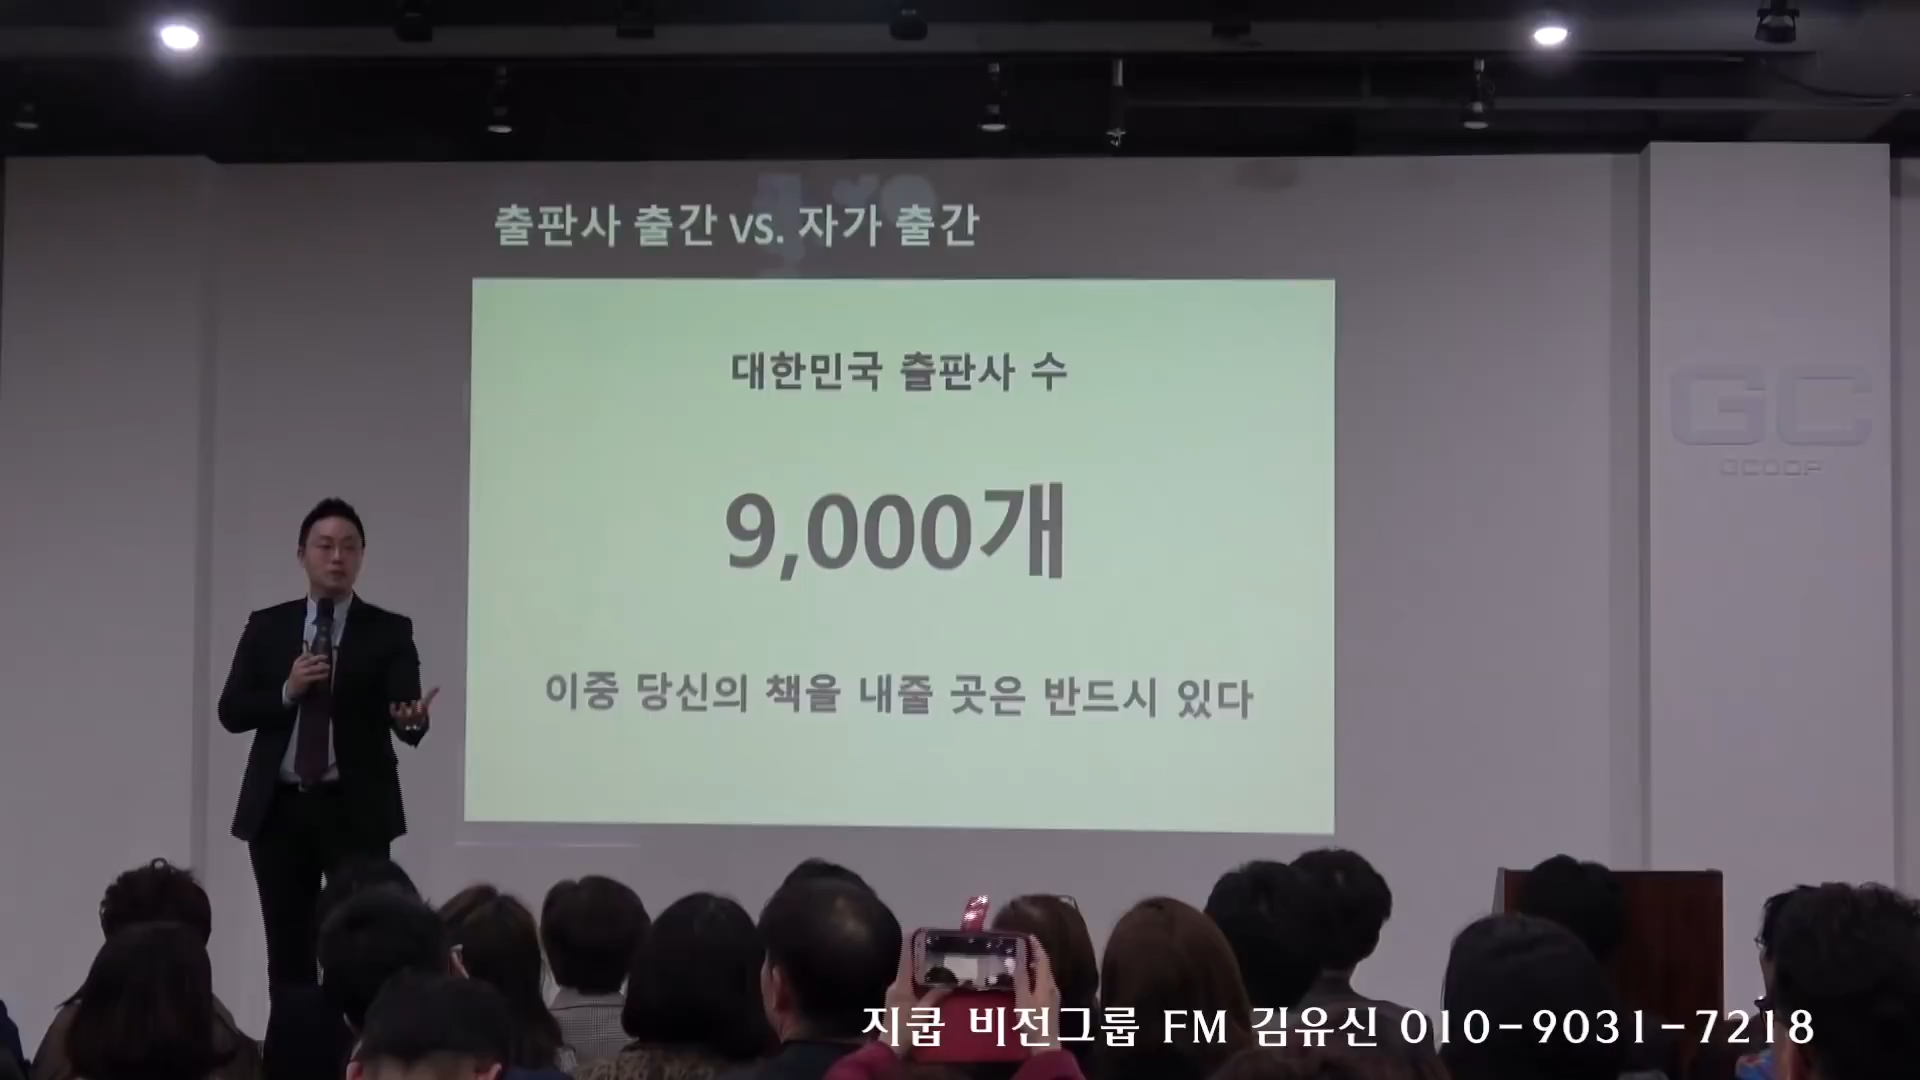 출판사 출간 vs. 자가 출간
대한민국 출판사 수
9,000개
이중 당신의 책을 내줄 곳은 반드시 있다
GC
GCOOP
지쿱 비전그룹 FM 김유신 010-9031-7218